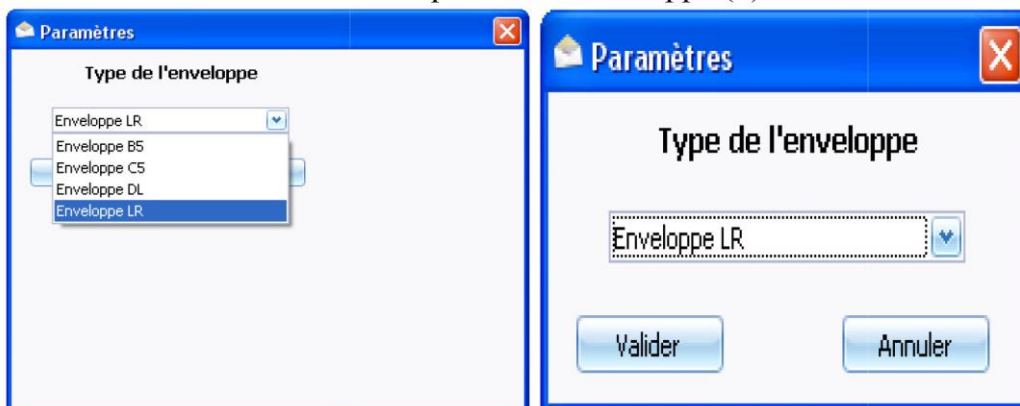 Paramètres
Type de l'enveloppe
Enveloppe LR
Enveloppe B5
Enveloppe C5
Enveloppe DL
Enveloppe LR
Paramètres
Type de l'enveloppe
Enveloppe LR
Valider
Annuler